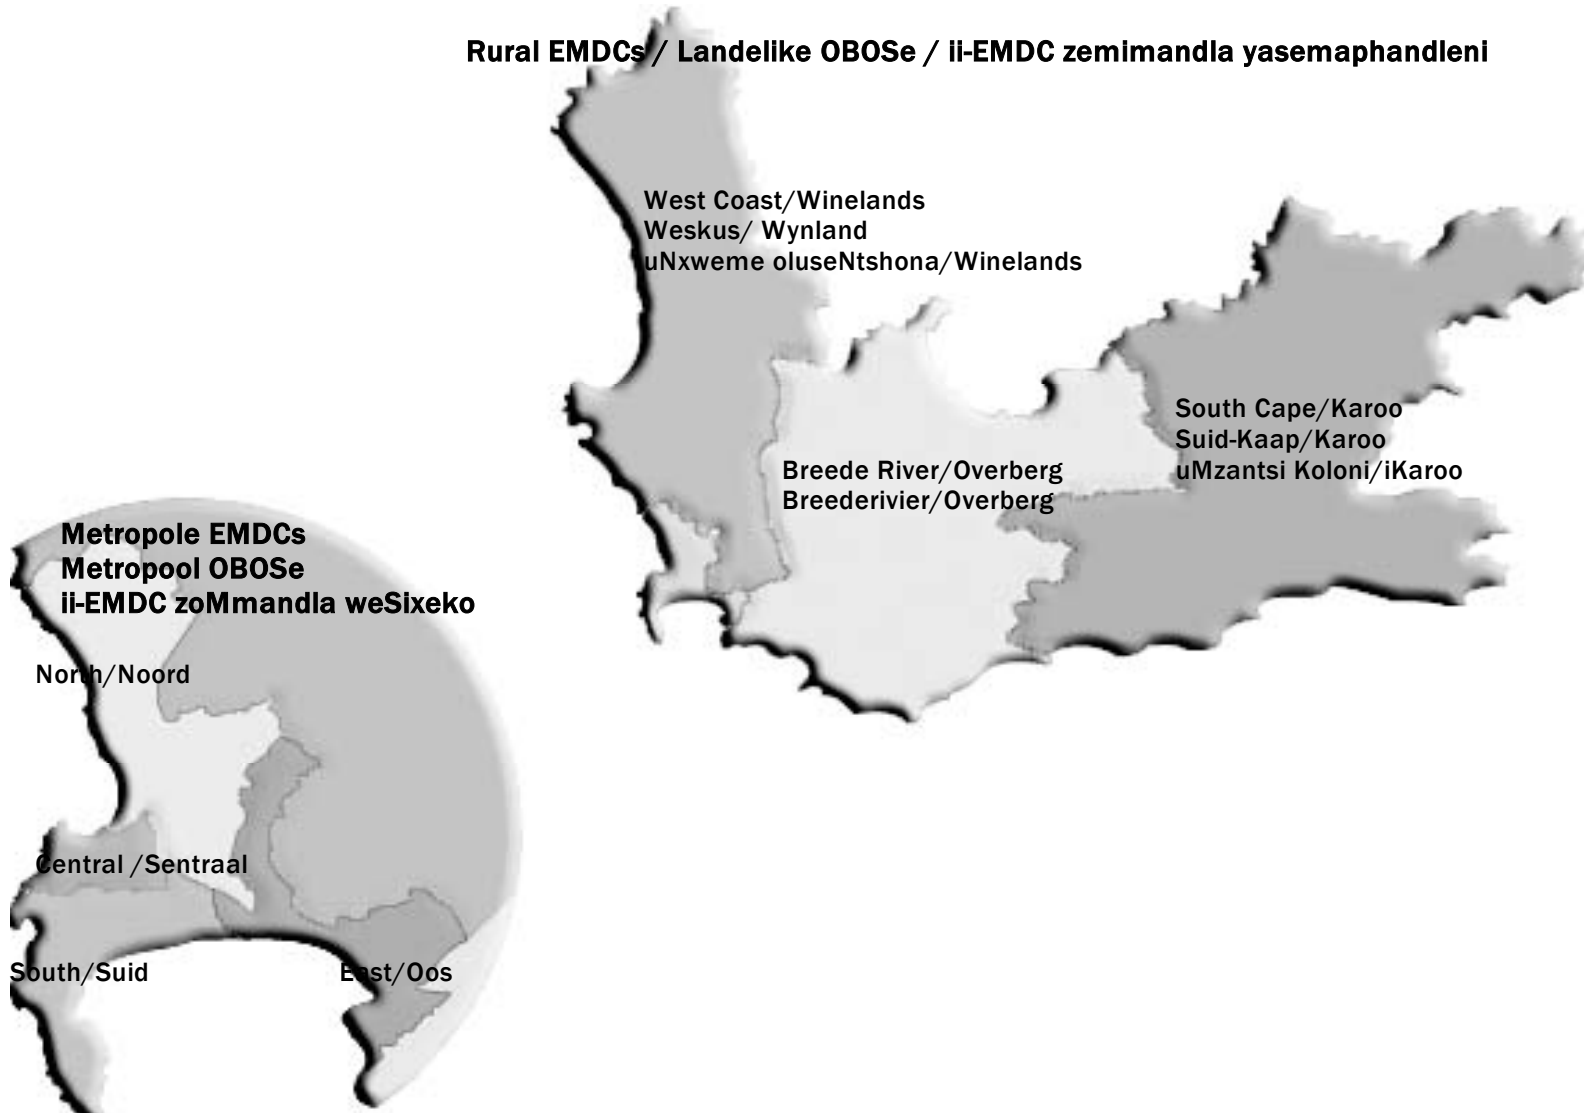 Rural EMDCs / Landelike OBOSe / ii-EMDC zemimandla yasemaphandleni
West Coast/Winelands
Weskus/ Wynland
uNxweme oluseNtshona/Winelands
South Cape/Karoo
Suid-Kaap/Karoo
uMzantsi Koloni/iKaroo
Breede River/Overberg
Breederivier/Overberg
Metropole EMDCs
Metropool OBOSe
ii-EMDC zoMmandla weSixeko
North/Noord
Central /Sentraal
South/Suid
East/Oos